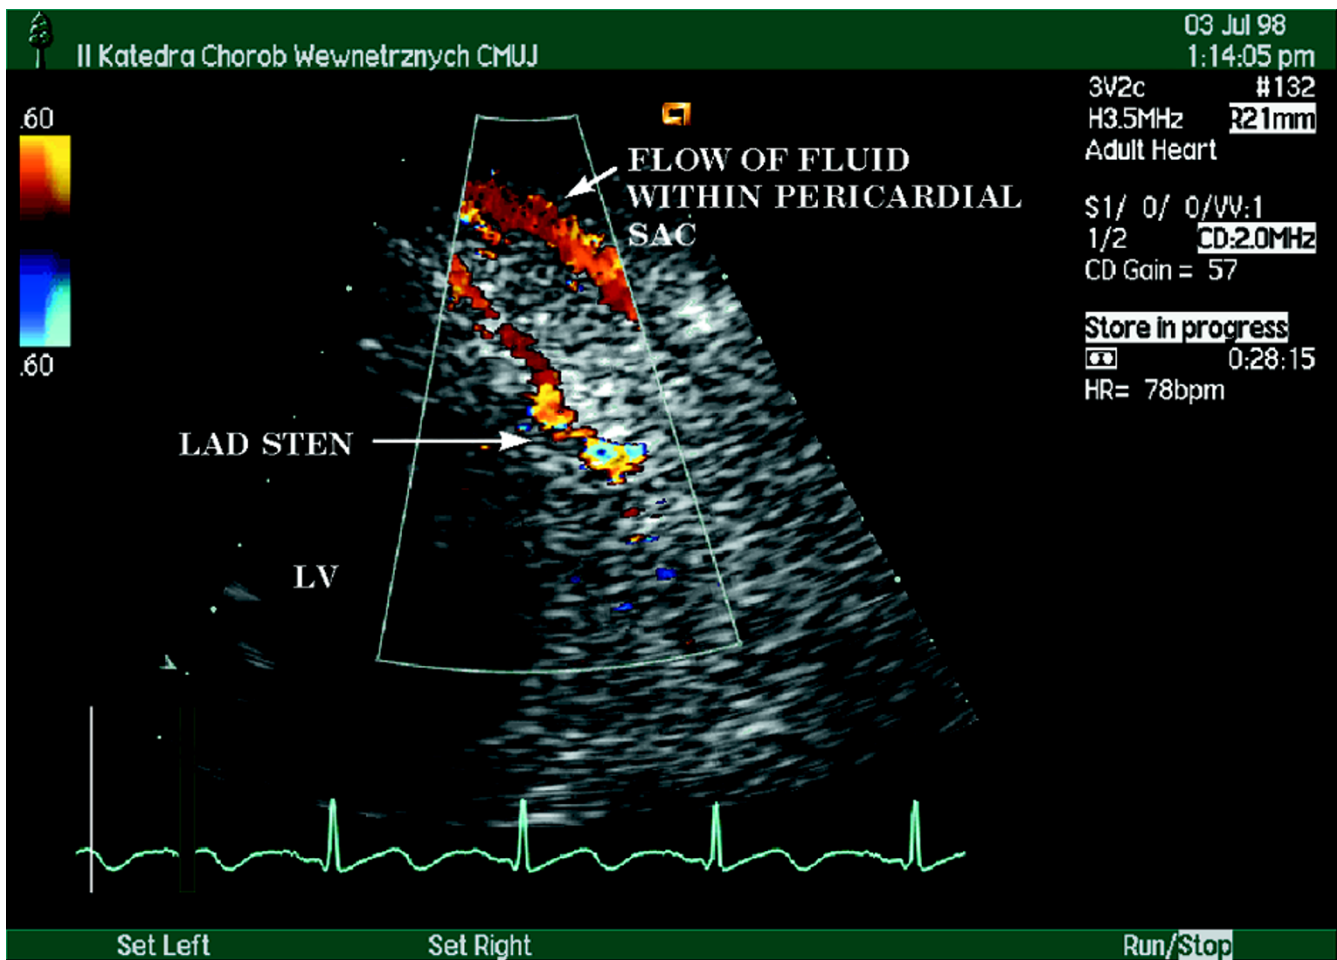 03 Jul 98
II Katedra Chorob Wewnetrznych CMUJ
1:14:05 pm
3V2c #132
H3.5MHz R21mm
Adult Heart
S1/ 0/ 0/VV:1
1/2 CD:2.0MHz
CD Gain = 57
Store in progress
0:28:15
HR= 78bpm
.60
.60
FLOW OF FLUID
WITHIN PERICARDIAL
SAC
LAD STEN
LV
Set Left Set Right Run/Stop